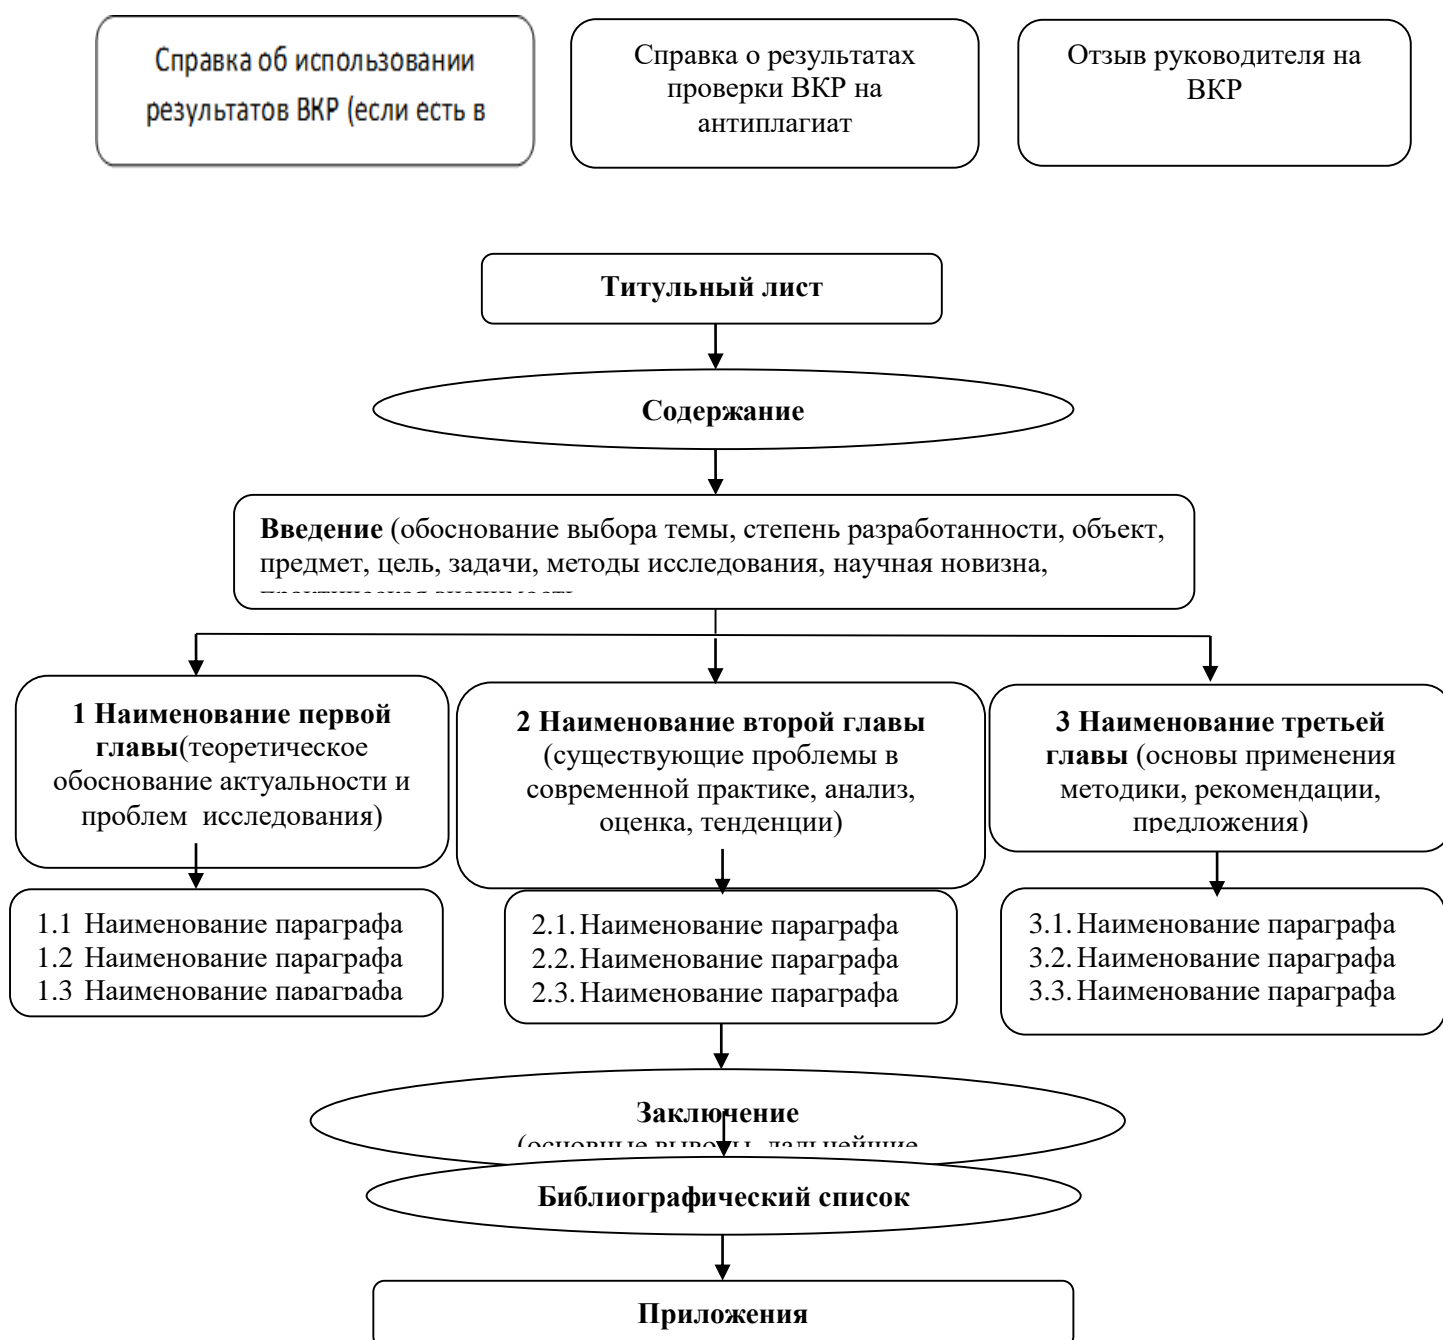 Справка об использовании
результатов ВКР (если есть в
Справка о результатах
проверки ВКР на
антиплагиат
Отзыв руководителя на
ВКР
Титульный лист
Содержание
Введение (обоснование выбора темы, степень разработанности, объект,
предмет, цель, задачи, методы исследования, научная новизна,
практическая значимость
1 Наименование первой
главы(теоретическое
обоснование актуальности и
проблем исследования)
2 Наименование второй главы
(существующие проблемы в
современной практике, анализ,
оценка, тенденции)
3 Наименование третьей
главы (основы применения
методики, рекомендации,
предложения)
1.1 Наименование параграфа
1.2 Наименование параграфа
1.3 Наименование параграфа
2.1. Наименование параграфа
2.2. Наименование параграфа
2.3. Наименование параграфа
3.1. Наименование параграфа
3.2. Наименование параграфа
3.3. Наименование параграфа
Заключение
(основные выводы, дальнейшие
Библиографический список
Приложения